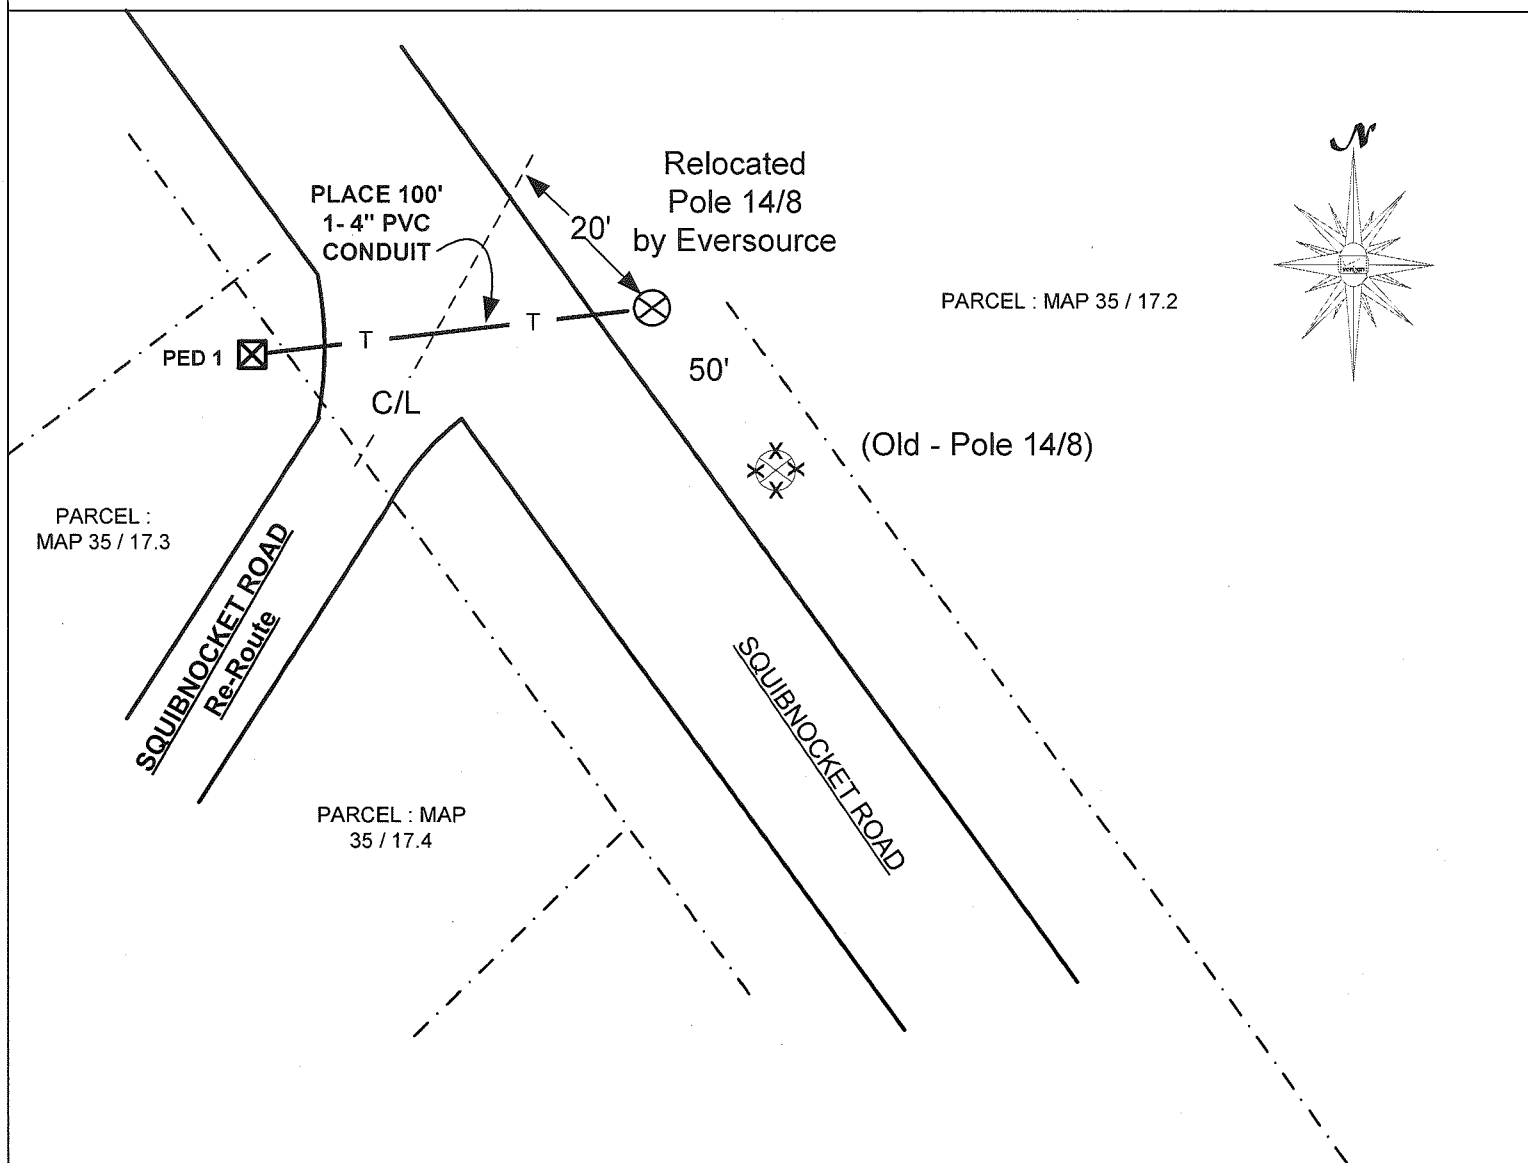 N
Relocated
Pole 14/8
by Eversource
PLACE 100'
1- 4" PVC
CONDUIT
20'
verizon
PARCEL : MAP 35 / 17.2
T
T
PED 1
50'
C/L
(Old - Pole 14/8)
X
X
X
X
PARCEL :
MAP 35 / 17.3
SQUIBNOCKET ROAD
Re-Route
SQUIBNOCKET ROAD
PARCEL : MAP
35 / 17.4